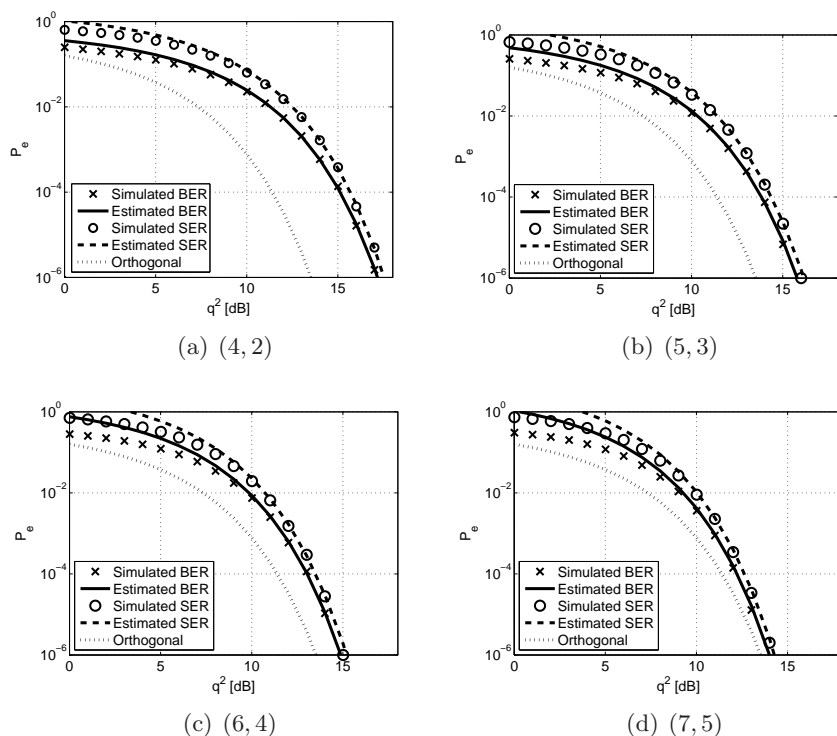 10^0
10^-2
10^-4
10^-6
P_e
Simulated BER
Estimated BER
Simulated SER
Estimated SER
Orthogonal
0 5 10 15
q^2 [dB]
(a) (4, 2)
10^0
10^-2
10^-4
10^-6
P_e
Simulated BER
Estimated BER
Simulated SER
Estimated SER
Orthogonal
0 5 10 15
q^2 [dB]
(b) (5, 3)
10^0
10^-2
10^-4
10^-6
P_e
Simulated BER
Estimated BER
Simulated SER
Estimated SER
Orthogonal
0 5 10 15
q^2 [dB]
(c) (6, 4)
10^0
10^-2
10^-4
10^-6
P_e
Simulated BER
Estimated BER
Simulated SER
Estimated SER
Orthogonal
0 5 10 15
q^2 [dB]
(d) (7, 5)